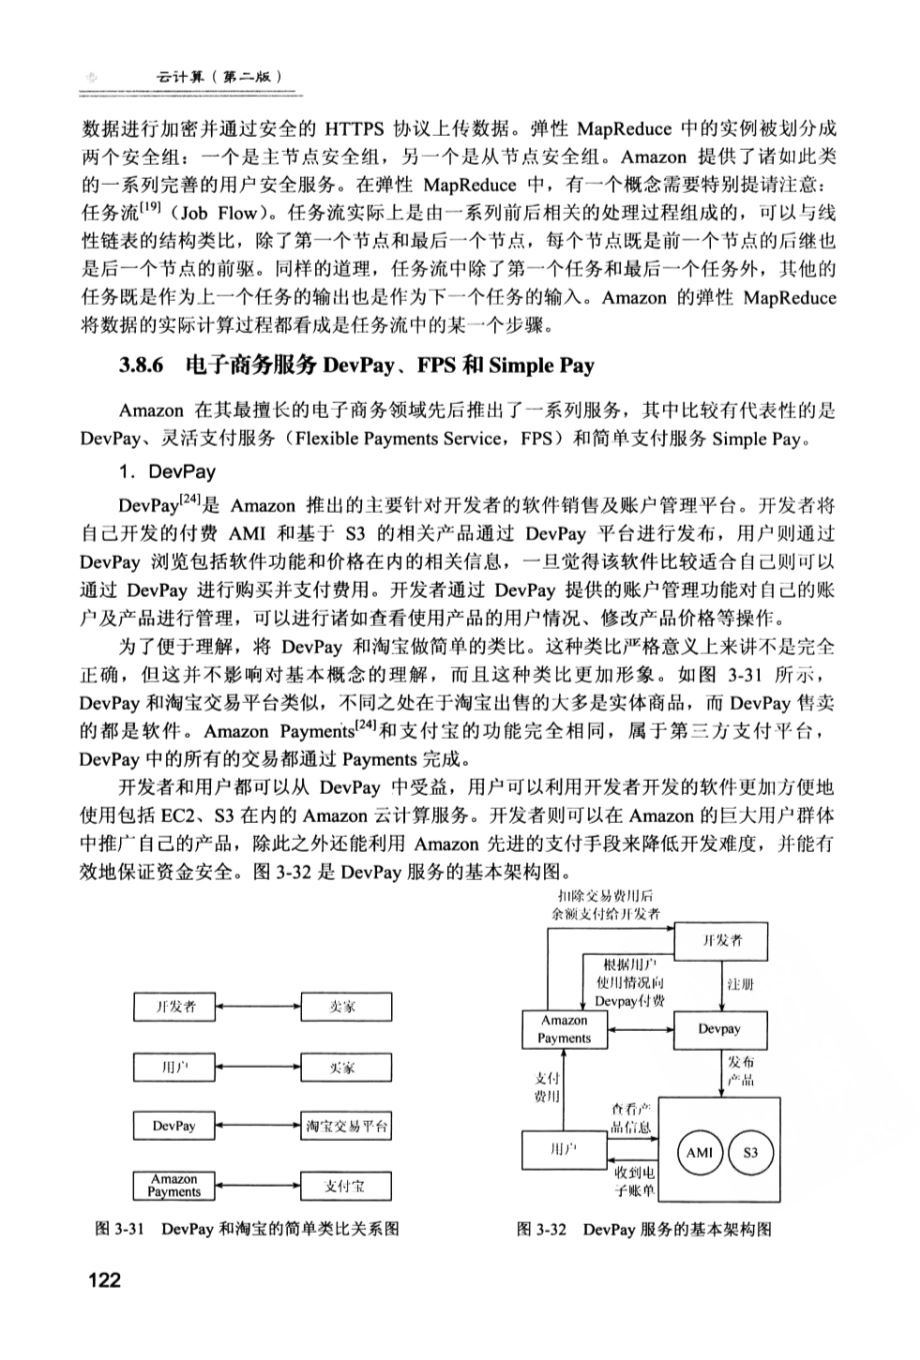 云计算（第二版）
数据进行加密并通过安全的 HTTPS 协议上传数据。弹性 MapReduce 中的实例被划分成
两个安全组：一个是主节点安全组，另一个是从节点安全组。Amazon 提供了诸如此类
的一系列完善的用户安全服务。在弹性 MapReduce 中，有一个概念需要特别提请注意：
任务流[19]（Job Flow）。任务流实际上是由一系列前后相关的处理过程组成的，可以与线
性链表的结构类比，除了第一个节点和最后一个节点，每个节点既是前一个节点的后继也
是后一个节点的前驱。同样的道理，任务流中除了第一个任务和最后一个任务外，其他的
任务既是作为上一个任务的输出也是作为下一个任务的输入。Amazon 的弹性 MapReduce
将数据的实际计算过程都看成是任务流中的某一个步骤。
3.8.6 电子商务服务 DevPay、FPS 和 Simple Pay
Amazon 在其最擅长的电子商务领域先后推出了一系列服务，其中比较有代表性的是
DevPay、灵活支付服务（Flexible Payments Service，FPS）和简单支付服务 Simple Pay。
1．DevPay
DevPay[24]是 Amazon 推出的主要针对开发者的软件销售及账户管理平台。开发者将
自己开发的付费 AMI 和基于 S3 的相关产品通过 DevPay 平台进行发布，用户则通过
DevPay 浏览包括软件功能和价格在内的相关信息，一旦觉得该软件比较适合自己则可以
通过 DevPay 进行购买并支付费用。开发者通过 DevPay 提供的账户管理功能对自己的账
户及产品进行管理，可以进行诸如查看使用产品的用户情况、修改产品价格等操作。
为了便于理解，将 DevPay 和淘宝做简单的类比。这种类比严格意义上来讲不是完全
正确，但这并不影响对基本概念的理解，而且这种类比更加形象。如图 3-31 所示，
DevPay 和淘宝交易平台类似，不同之处在于淘宝出售的大多是实体商品，而 DevPay 售卖
的都是软件。Amazon Payments[24]和支付宝的功能完全相同，属于第三方支付平台，
DevPay 中的所有的交易都通过 Payments 完成。
开发者和用户都可以从 DevPay 中受益，用户可以利用开发者开发的软件更加方便地
使用包括 EC2、S3 在内的 Amazon 云计算服务。开发者则可以在 Amazon 的巨大用户群体
中推广自己的产品，除此之外还能利用 Amazon 先进的支付手段来降低开发难度，并能有
效地保证资金安全。图 3-32 是 DevPay 服务的基本架构图。
开发者 卖家
用户 买家
DevPay 淘宝交易平台
Amazon
Payments
支付宝
图 3-31 DevPay 和淘宝的简单类比关系图
扣除交易费用后
余额支付给开发者
开发者
根据用户
使用情况向
Devpay付费
注册
Amazon
Payments
Devpay
支付
费用
发布
产品
查看产
品信息
用户
AMI
S3
收到电
子账单
图 3-32 DevPay 服务的基本架构图
122